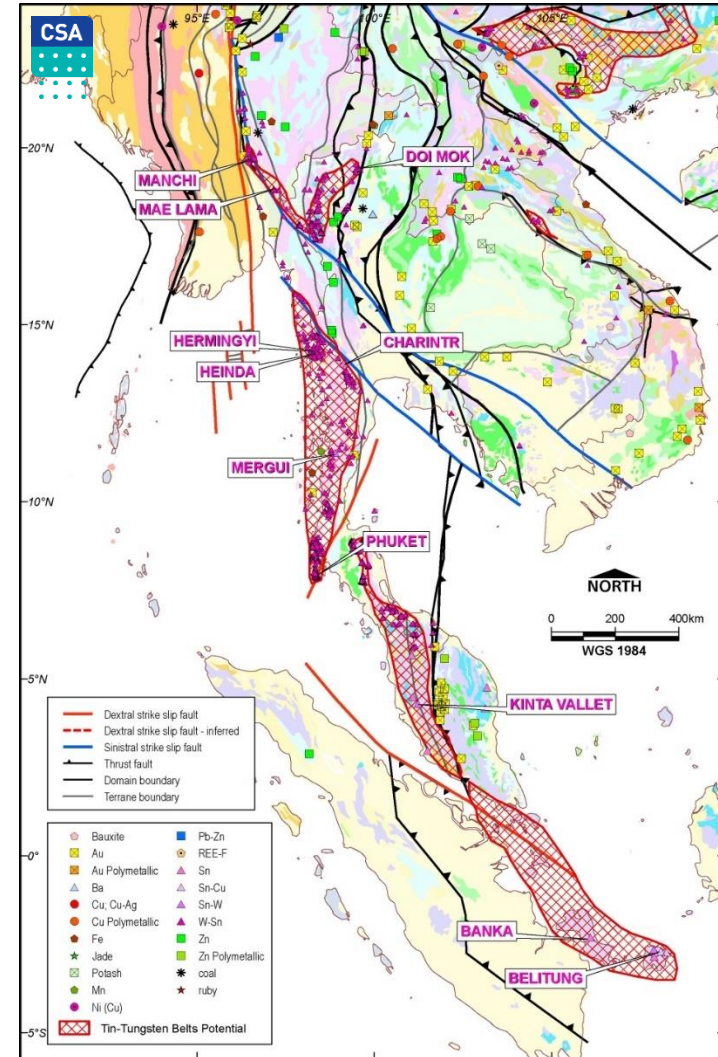 CSA
95°E
100°E
105°E
20°N
DOI MOK
MANCHI
MAE LAMA
15°N
HERMINGYI
CHARINTR
HEINDA
MERGUI
10°N
PHUKET
NORTH
0 200 400km
WGS 1984
5°N
KINTA VALLET
Dextral strike slip fault
Dextral strike slip fault - inferred
Sinistral strike slip fault
Thrust fault
Domain boundary
Terrane boundary
0°
Bauxite
Au
Au Polymetallic
Ba
Cu; Cu-Ag
Cu Polymetallic
Fe
Jade
Potash
Mn
Ni (Cu)
Pb-Zn
REE-F
Sn
Sn-Cu
Sn-W
W-Sn
Zn
Zn Polymetallic
coal
ruby
Tin-Tungsten Belts Potential
BANKA
BELITUNG
5°S